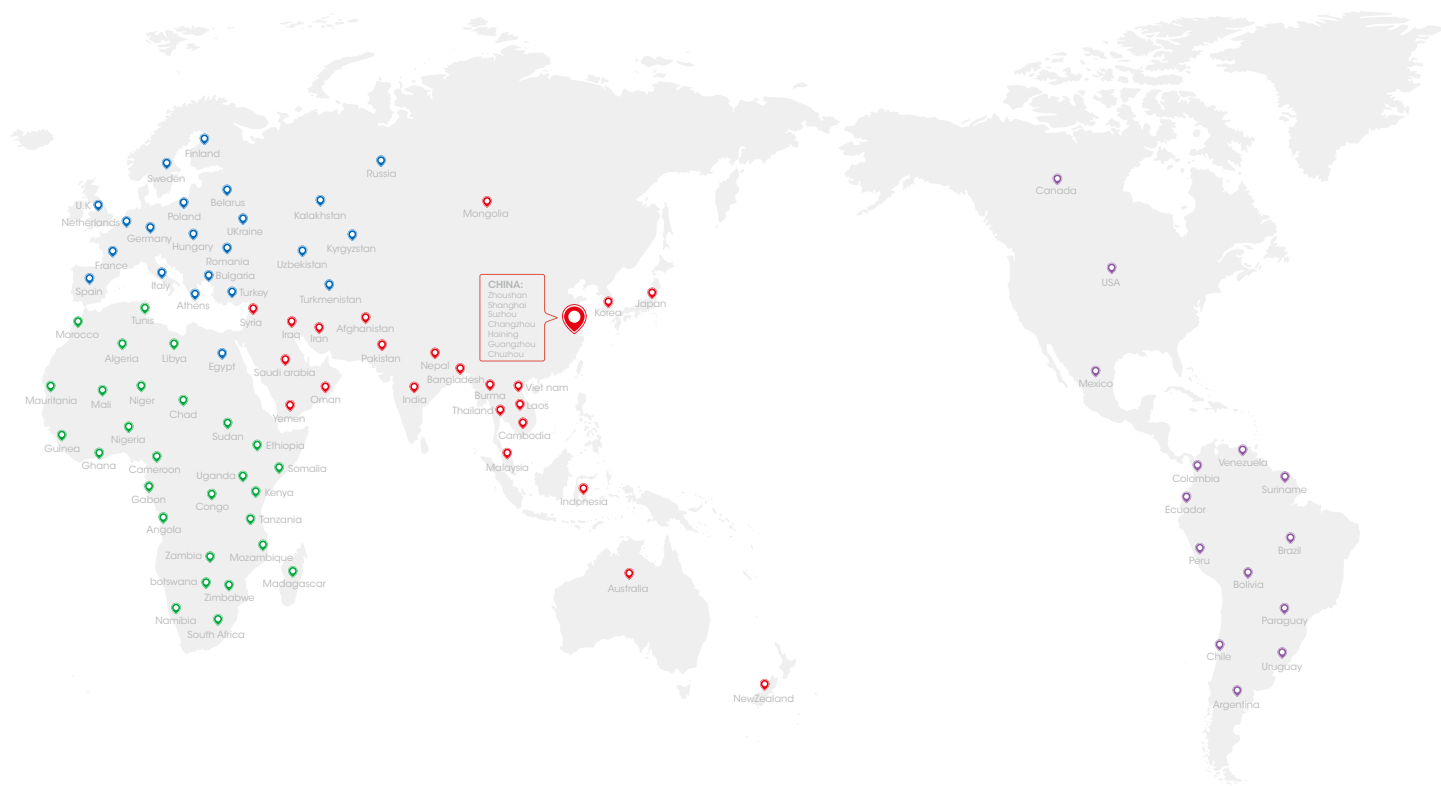 Finland
Sweden
Russia
Canada
Belarus
U K
Poland
Kalakhstan
Mongolia
Netherlands
UKraine
Germany
Hungary
Kyrgyzstan
France
Romania
Uzbekistan
Bulgaria
USA
Italy
Spain
Athens
Turkey
Turkmenistan
CHINA:
Zhoushan
Shanghai
Suzhou
Changzhou
Haining
Guangzhou
Chuzhou
Korea
Japan
Tunis
Syria
Morocco
Iraq
Iran
Afghanistan
Algeria
Libya
Egypt
Pakistan
Nepal
Saudi arabia
Bangladesh
Mexico
Mauritania
Mali
Niger
Oman
India
Burma
Viet nam
Chad
Yemen
Thailand
Laos
Nigeria
Sudan
Cambodia
Guinea
Ethiopia
Ghana
Cameroon
Somalia
Malaysia
Venezuela
Uganda
Colombia
Suriname
Gabon
Congo
Kenya
Indonesia
Ecuador
Angola
Tanzania
Zambia
Mozambique
Brazil
Peru
botswana
Madagascar
Australia
Bolivia
Zimbabwe
Namibia
South Africa
Paraguay
Chile
Uruguay
NewZealand
Argentina